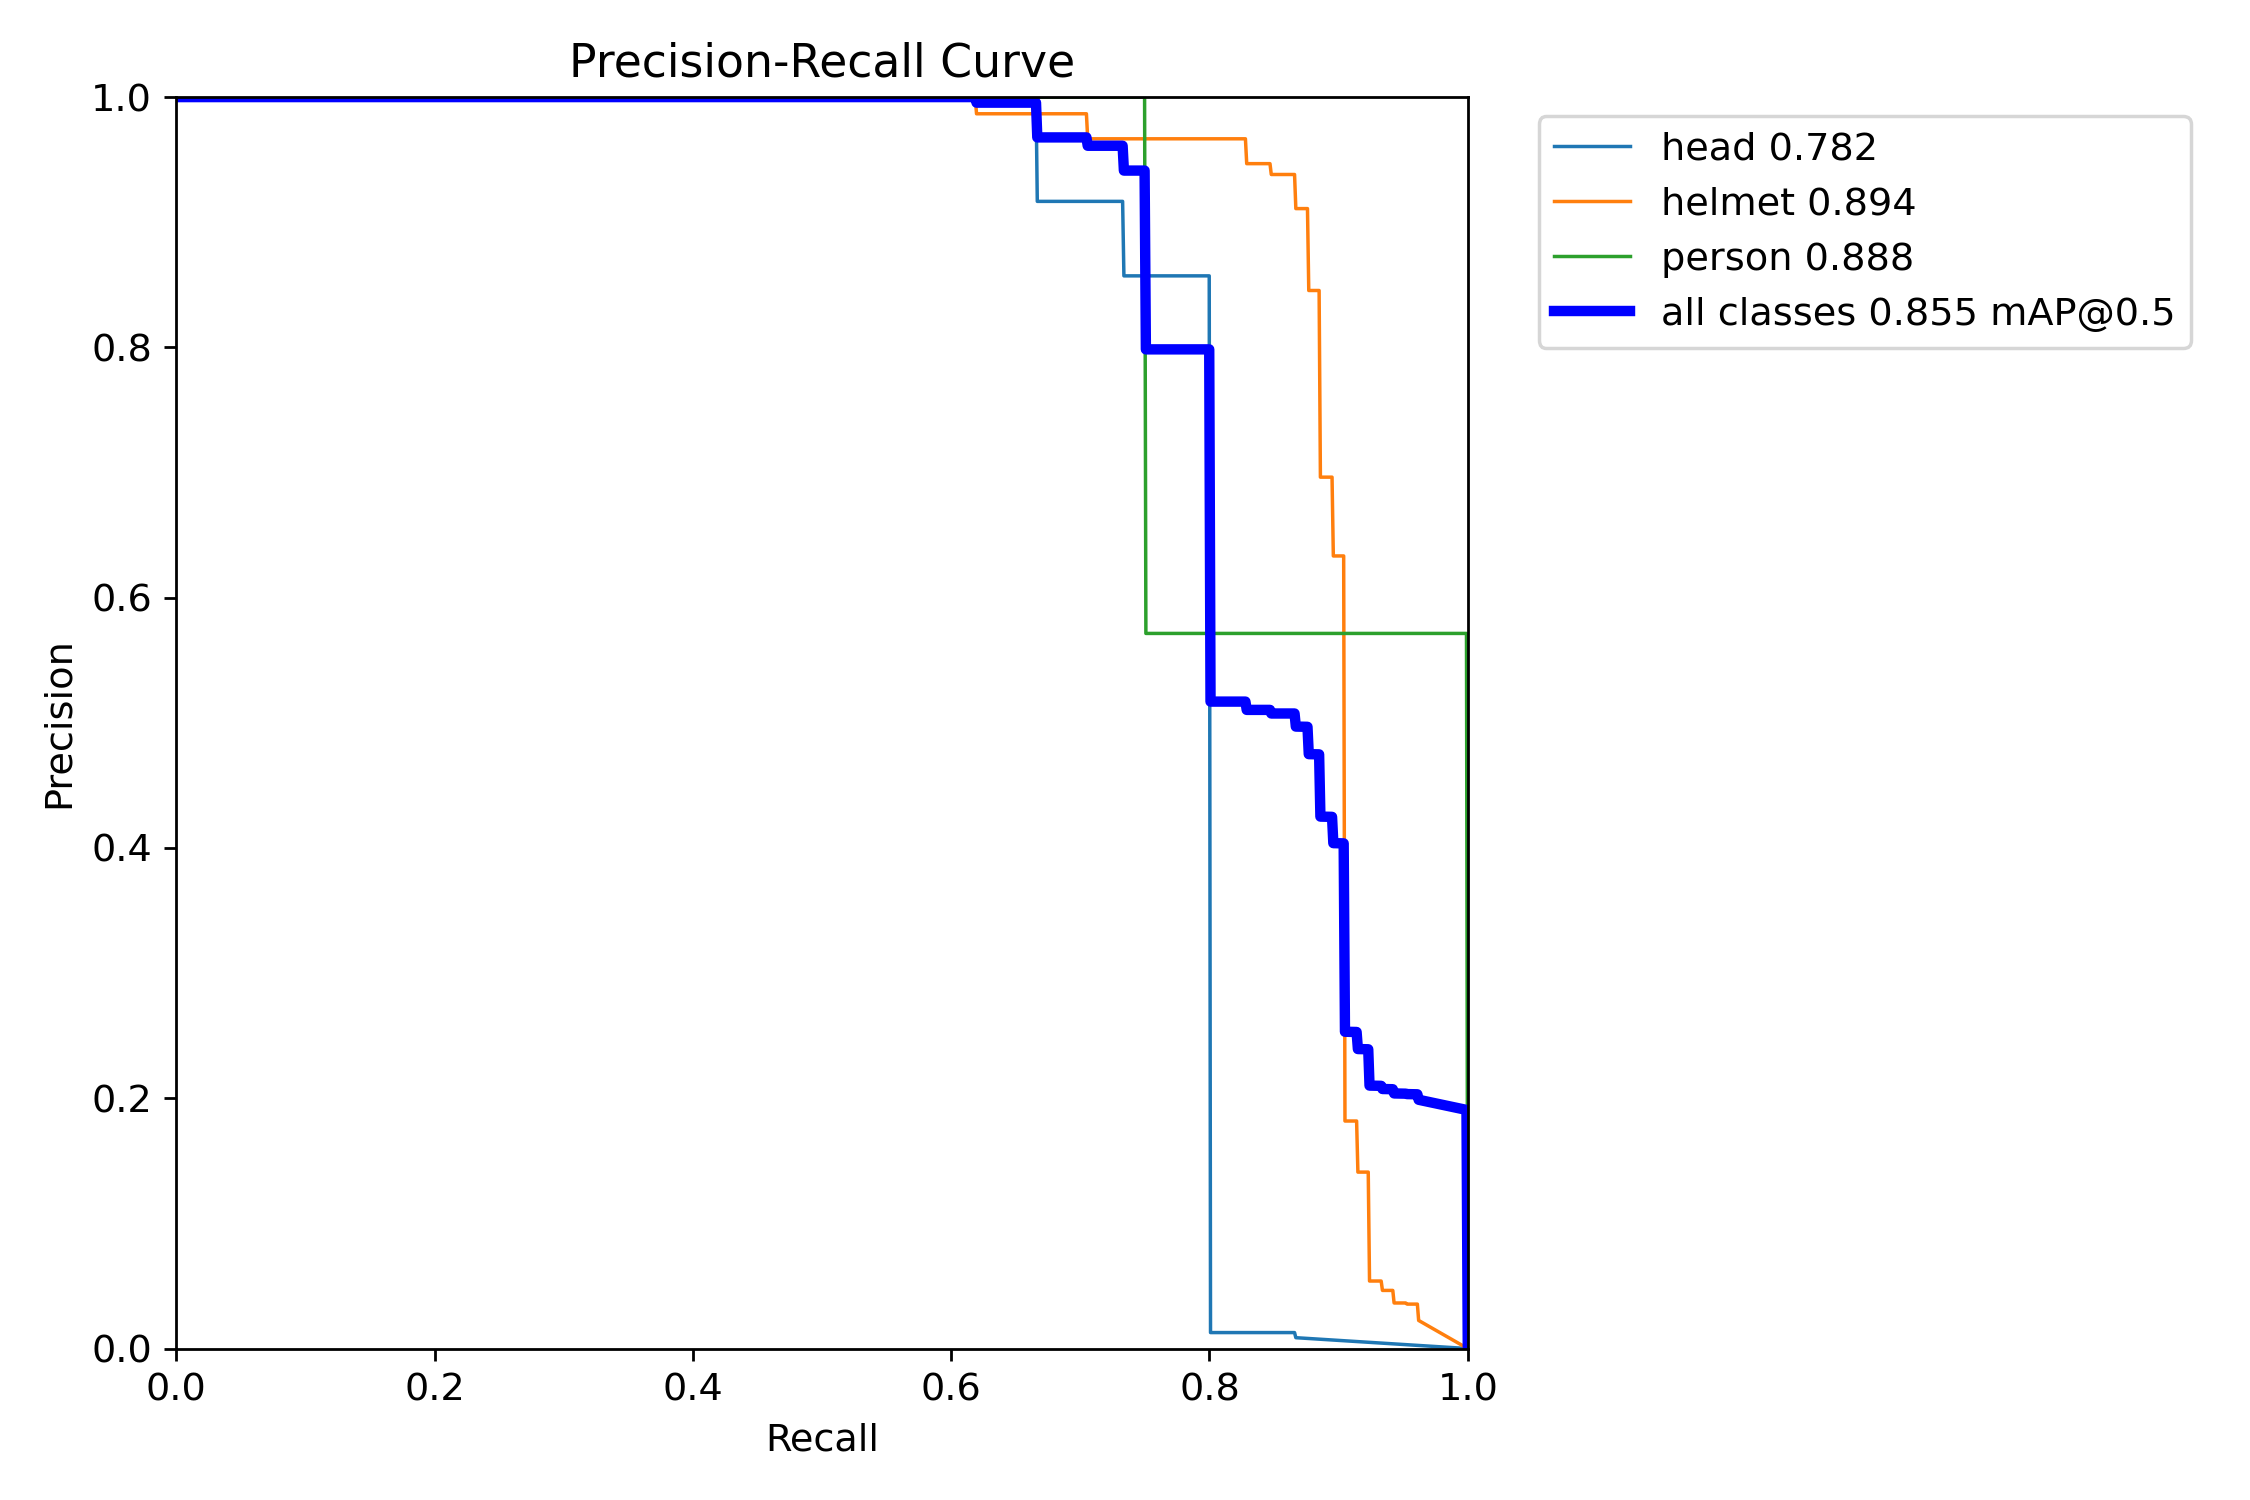 Precision-Recall Curve
1.0
0.8
0.6
0.4
0.2
0.0
Precision
0.0 0.2 0.4 0.6 0.8 1.0
Recall
head 0.782
helmet 0.894
person 0.888
all classes 0.855 mAP@0.5